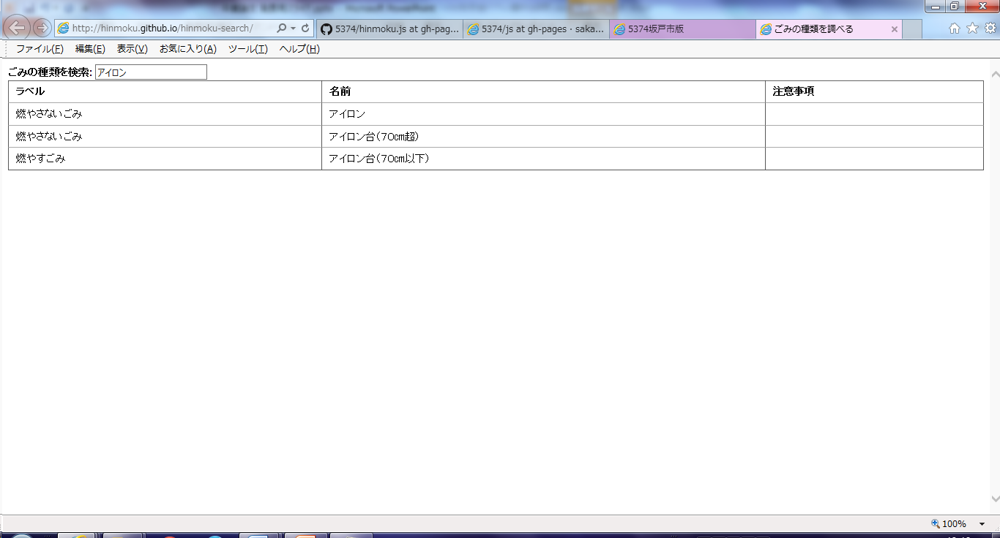 http://hinmoku.github.io/hinmoku-search/
5374/hinmoku.js at gh-pag...
5374/js at gh-pages · saka...
5374坂戸市版
ごみの種類を調べる
ファイル(F) 編集(E) 表示(V) お気に入り(A) ツール(T) ヘルプ(H)
ごみの種類を検索: アイロン
ラベル 名前 注意事項
燃やさないごみ アイロン
燃やさないごみ アイロン台(70cm超)
燃やすごみ アイロン台(70cm以下)
100%